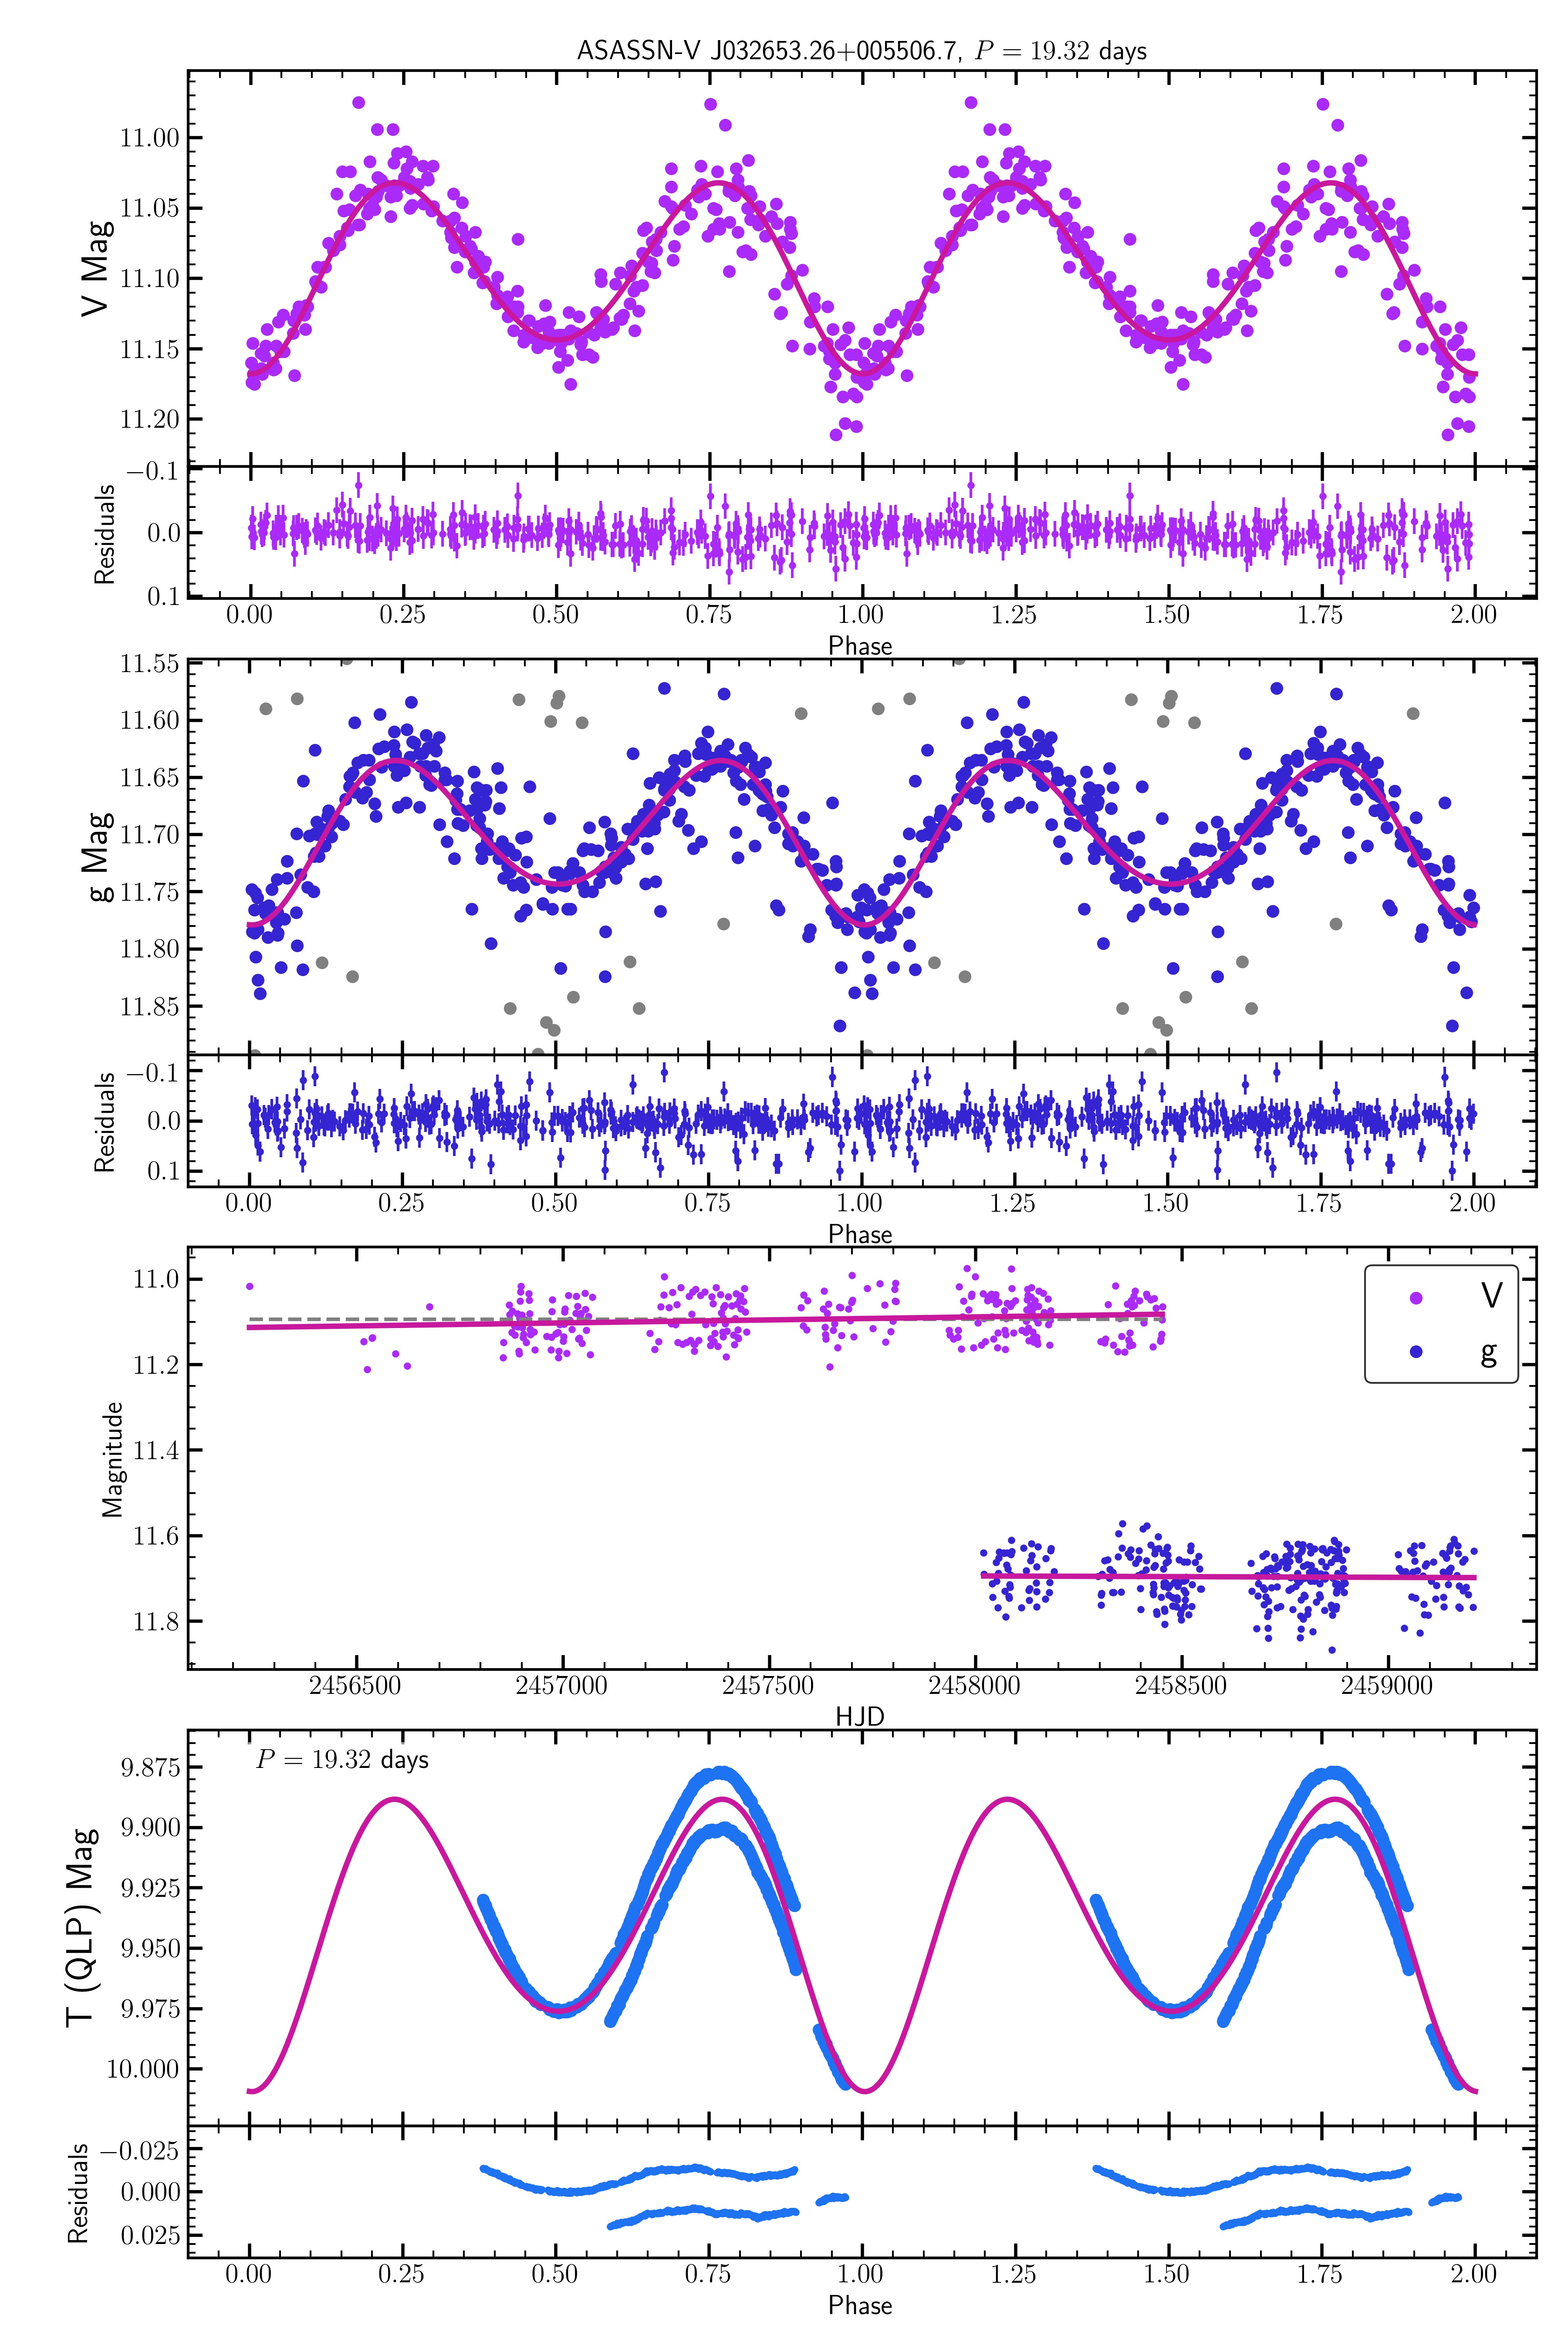 ASASSN-V J032653.26+005506.7, P = 19.32 days
V Mag
11.00
11.05
11.10
11.15
11.20
Residuals
−0.1
0.0
0.1
0.00 0.25 0.50 0.75 1.00 1.25 1.50 1.75 2.00
Phase
g Mag
11.55
11.60
11.65
11.70
11.75
11.80
11.85
Residuals
−0.1
0.0
0.1
0.00 0.25 0.50 0.75 1.00 1.25 1.50 1.75 2.00
Phase
Magnitude
11.0
11.2
11.4
11.6
11.8
V
g
2456500 2457000 2457500 2458000 2458500 2459000
HJD
P = 19.32 days
T (QLP) Mag
9.875
9.900
9.925
9.950
9.975
10.000
Residuals
−0.025
0.000
0.025
0.00 0.25 0.50 0.75 1.00 1.25 1.50 1.75 2.00
Phase